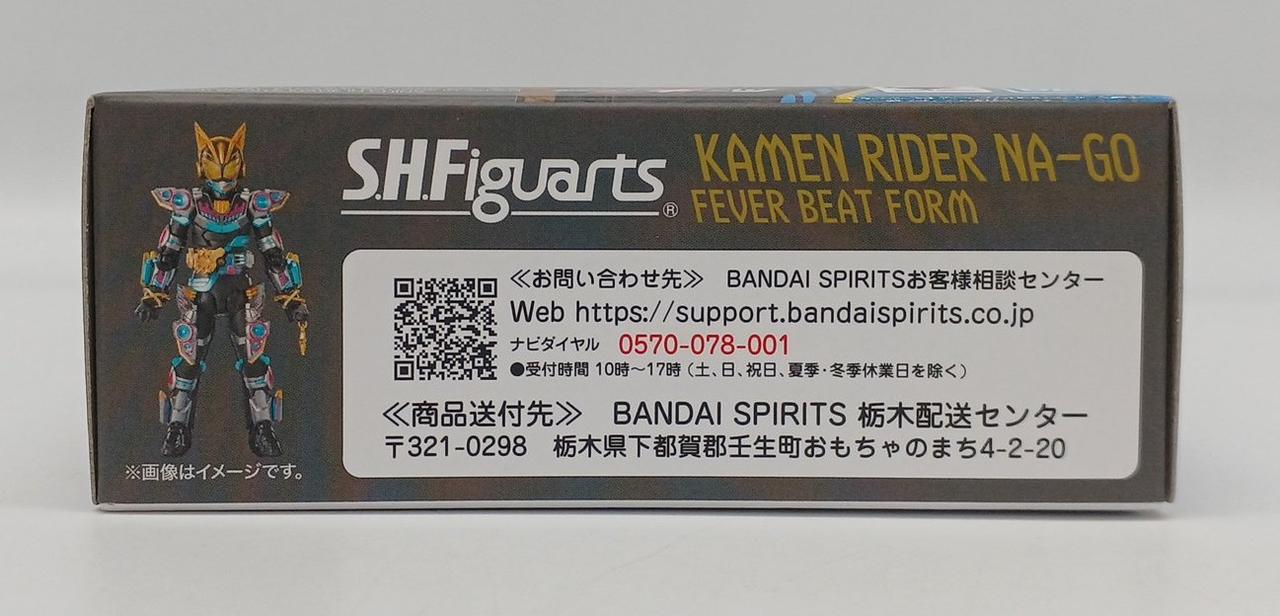 S.H.Figuarts®
KAMEN RIDER NA-GO
FEVER BEAT FORM
≪お問い合わせ先≫ BANDAI SPIRITSお客様相談センター
Web https://support.bandaispirits.co.jp
ナビダイヤル 0570-078-001
●受付時間 10時～17時（土、日、祝日、夏季・冬季休業日を除く）
≪商品送付先≫ BANDAI SPIRITS 栃木配送センター
〒321-0298 栃木県下都賀郡壬生町おもちゃのまち4-2-20
※画像はイメージです。